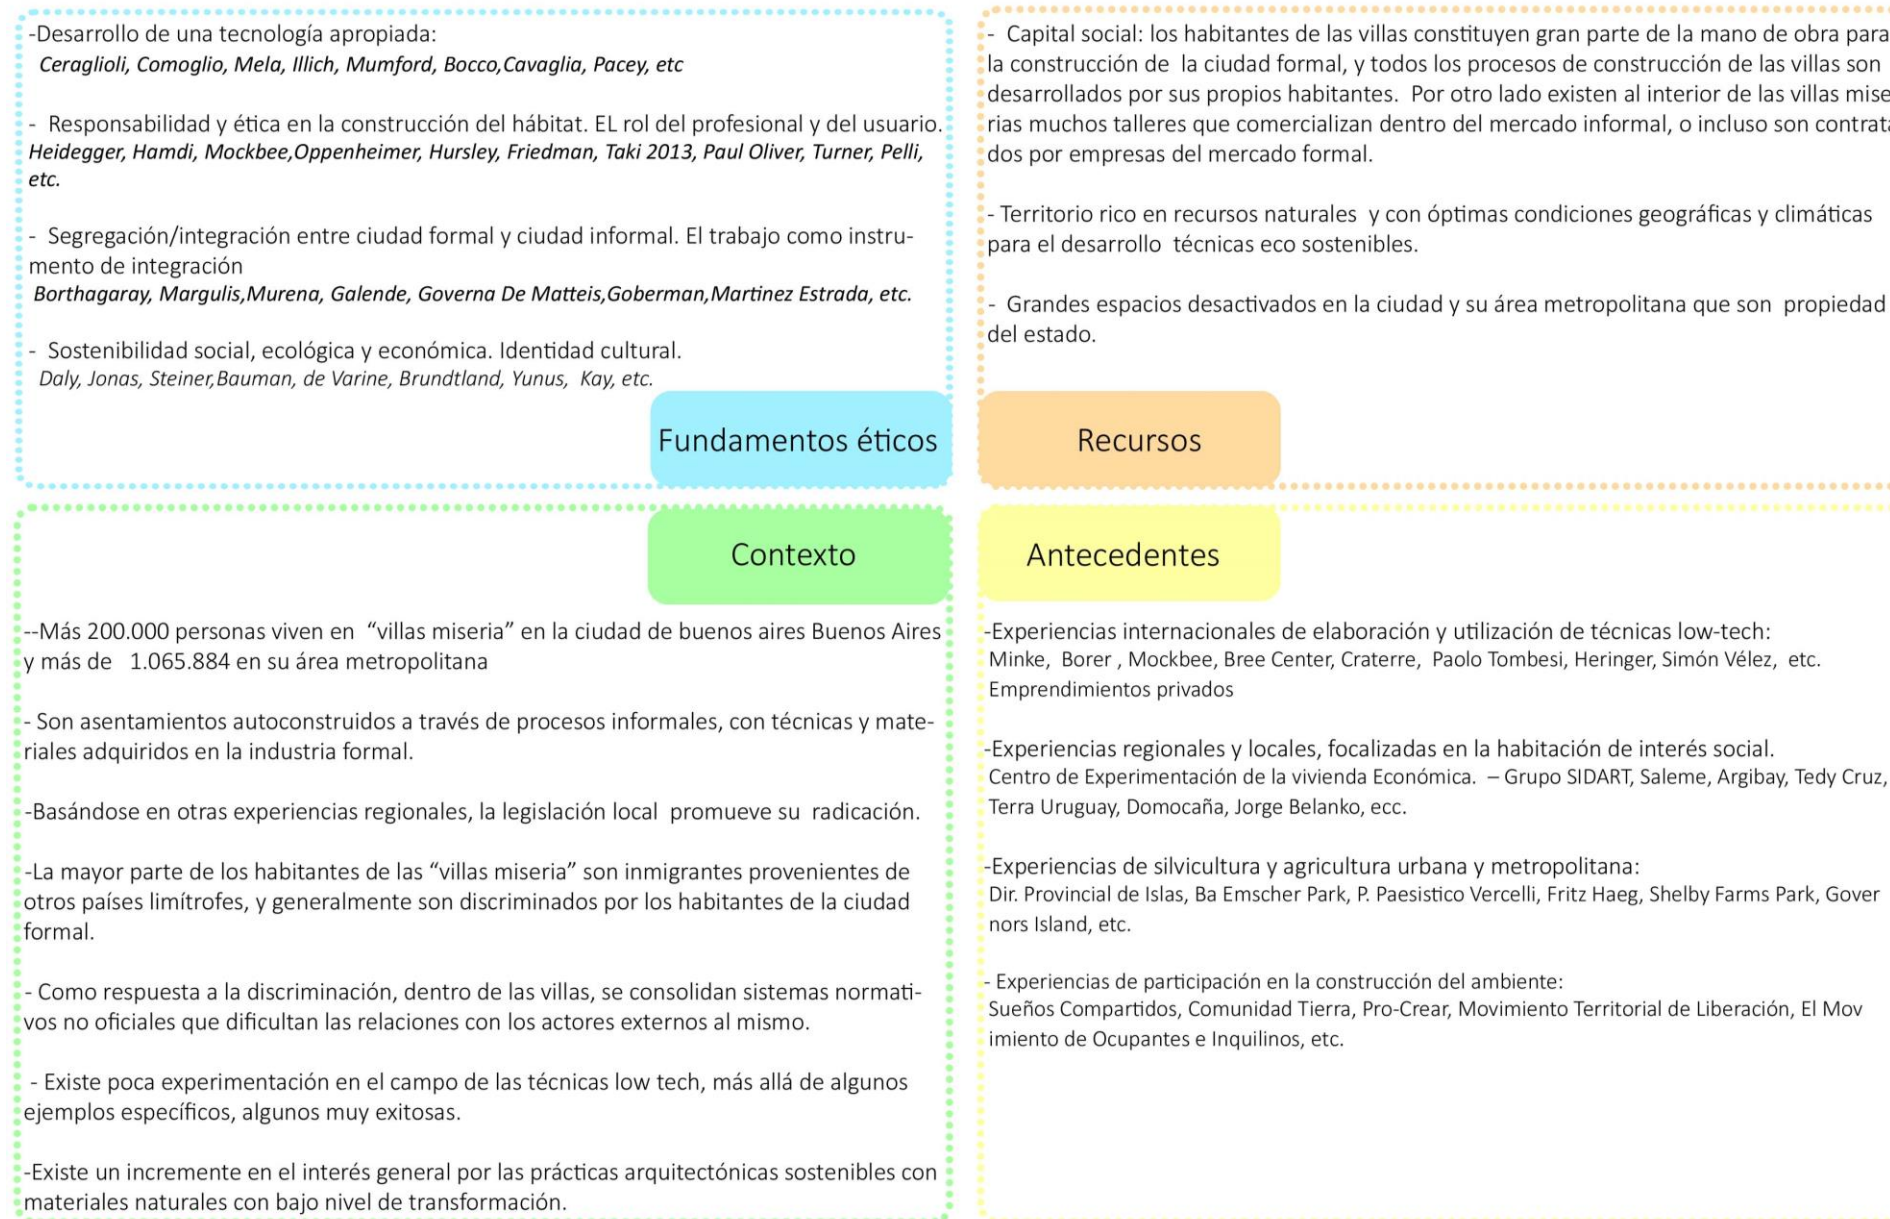 -Desarrollo de una tecnología apropiada:
Ceraglioli, Comoglio, Mela, Illich, Mumford, Bocco,Cavaglia, Pacey, etc
- Responsabilidad y ética en la construcción del hábitat. EL rol del profesional y del usuario.
Heidegger, Hamdi, Mockbee,Oppenheimer, Hursley, Friedman, Taki 2013, Paul Oliver, Turner, Pelli,
etc.
- Segregación/integración entre ciudad formal y ciudad informal. El trabajo como instru-
mento de integración
Borthagaray, Margulis,Murena, Galende, Governa De Matteis,Goberman,Martinez Estrada, etc.
- Sostenibilidad social, ecológica y económica. Identidad cultural.
Daly, Jonas, Steiner,Bauman, de Varine, Brundtland, Yunus, Kay, etc.
Fundamentos éticos
- Capital social: los habitantes de las villas constituyen gran parte de la mano de obra para
la construcción de la ciudad formal, y todos los procesos de construcción de las villas son
desarrollados por sus propios habitantes. Por otro lado existen al interior de las villas mise
rias muchos talleres que comercializan dentro del mercado informal, o incluso son contrata
dos por empresas del mercado formal.
- Territorio rico en recursos naturales y con óptimas condiciones geográficas y climáticas
para el desarrollo técnicas eco sostenibles.
- Grandes espacios desactivados en la ciudad y su área metropolitana que son propiedad
del estado.
Recursos
Contexto
--Más 200.000 personas viven en “villas miseria” en la ciudad de buenos aires Buenos Aires
y más de 1.065.884 en su área metropolitana
- Son asentamientos autoconstruidos a través de procesos informales, con técnicas y mate-
riales adquiridos en la industria formal.
-Basándose en otras experiencias regionales, la legislación local promueve su radicación.
-La mayor parte de los habitantes de las “villas miseria” son inmigrantes provenientes de
otros países limítrofes, y generalmente son discriminados por los habitantes de la ciudad
formal.
- Como respuesta a la discriminación, dentro de las villas, se consolidan sistemas normati-
vos no oficiales que dificultan las relaciones con los actores externos al mismo.
- Existe poca experimentación en el campo de las técnicas low tech, más allá de algunos
ejemplos específicos, algunos muy exitosas.
-Existe un incremente en el interés general por las prácticas arquitectónicas sostenibles con
materiales naturales con bajo nivel de transformación.
Antecedentes
-Experiencias internacionales de elaboración y utilización de técnicas low-tech:
Minke, Borer , Mockbee, Bree Center, Craterre, Paolo Tombesi, Heringer, Simón Vélez, etc.
Emprendimientos privados
-Experiencias regionales y locales, focalizadas en la habitación de interés social.
Centro de Experimentación de la vivienda Económica. – Grupo SIDART, Saleme, Argibay, Tedy Cruz,
Terra Uruguay, Domocaña, Jorge Belanko, ecc.
-Experiencias de silvicultura y agricultura urbana y metropolitana:
Dir. Provincial de Islas, Ba Emscher Park, P. Paesistico Vercelli, Fritz Haeg, Shelby Farms Park, Gover
nors Island, etc.
- Experiencias de participación en la construcción del ambiente:
Sueños Compartidos, Comunidad Tierra, Pro-Crear, Movimiento Territorial de Liberación, El Mov
imiento de Ocupantes e Inquilinos, etc.